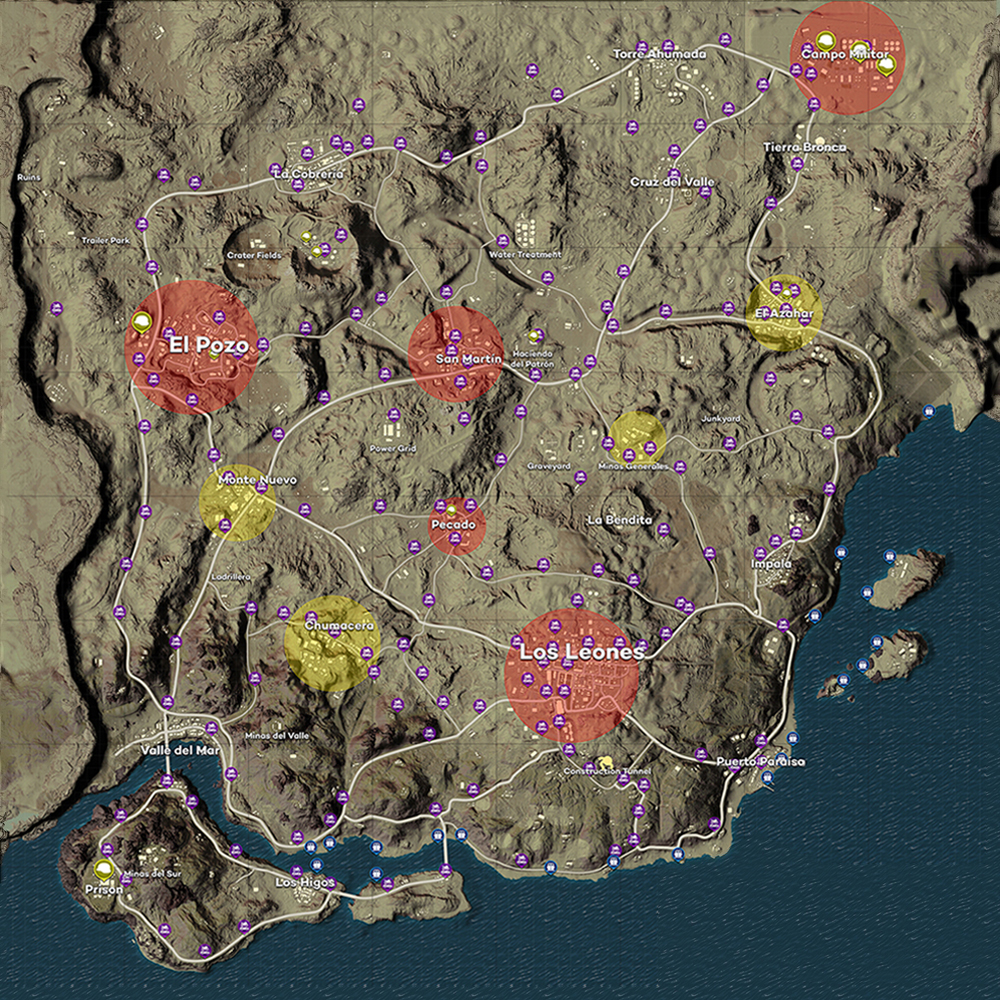 Torre Ahumada
Campo Militar
Tierra Bronca
La Cobreria
Ruins
Cruz del Valle
Trailer Park
Crater Fields
Water Treatment
El Azahar
El Pozo
San Martin
Hacienda
del Patrón
Junkyard
Power Grid
Graveyard
Minas Generales
Monte Nuevo
La Bendita
Pecado
Impala
Ladrillera
Chumacera
Los Leones
Minas del Valle
Valle del Mar
Construction Tunnel
Puerto Paraisa
Minas del Sur
Prison
Los Higos